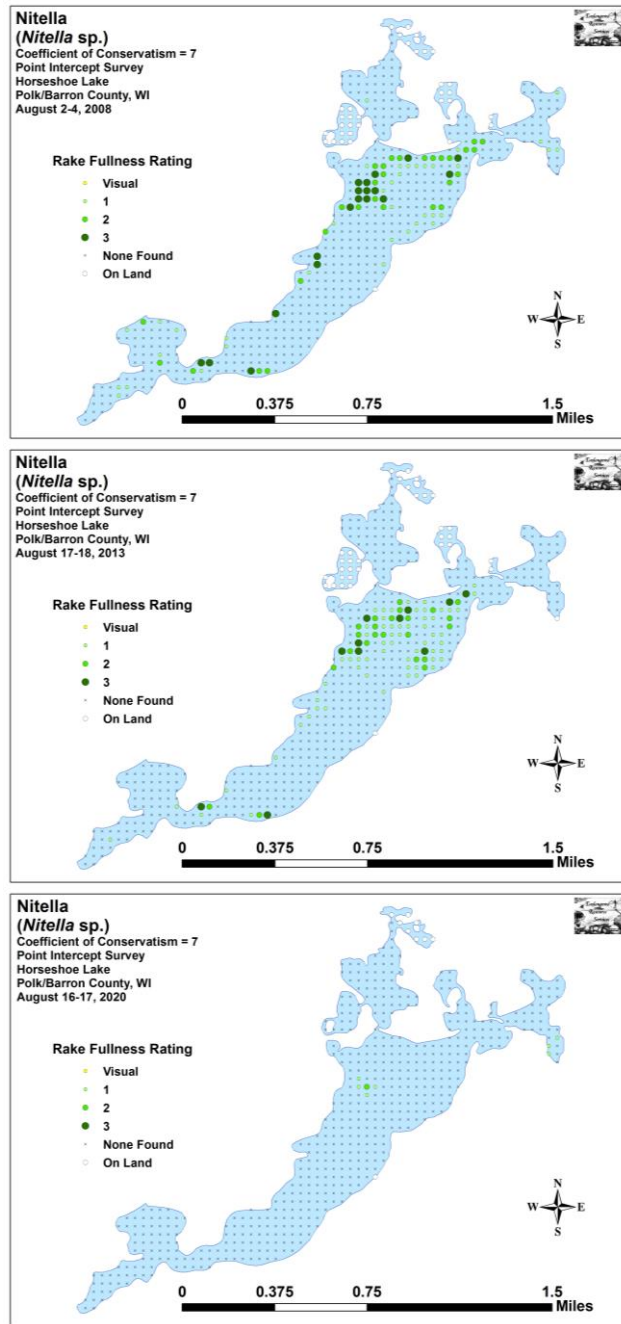 Nitella
(Nitella sp.)
Coefficient of Conservatism = 7
Point Intercept Survey
Horseshoe Lake
Polk/Barron County, WI
August 2-4, 2008
Rake Fullness Rating
Visual
1
2
3
None Found
On Land
N
W E
S
0 0.375 0.75 1.5
Miles
Nitella
(Nitella sp.)
Coefficient of Conservatism = 7
Point Intercept Survey
Horseshoe Lake
Polk/Barron County, WI
August 17-18, 2013
Rake Fullness Rating
Visual
1
2
3
None Found
On Land
N
W E
S
0 0.375 0.75 1.5
Miles
Nitella
(Nitella sp.)
Coefficient of Conservatism = 7
Point Intercept Survey
Horseshoe Lake
Polk/Barron County, WI
August 16-17, 2020
Rake Fullness Rating
Visual
1
2
3
None Found
On Land
N
W E
S
0 0.375 0.75 1.5
Miles